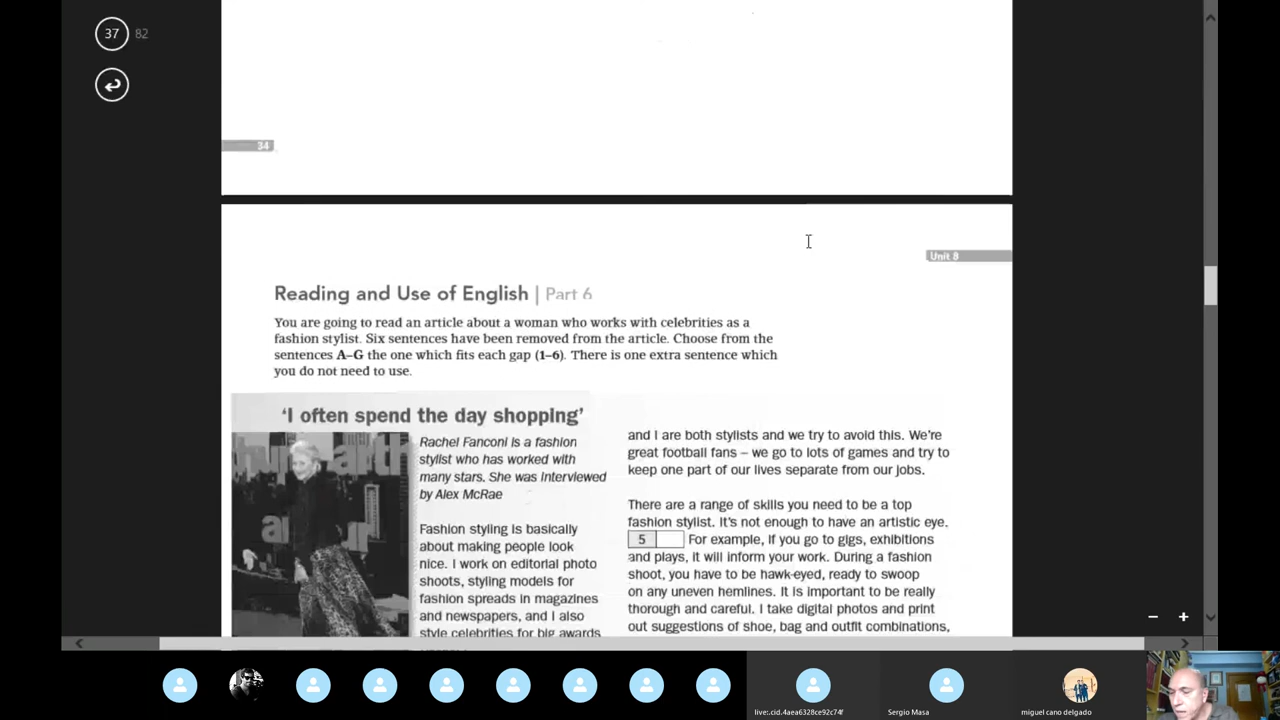 37 82
34
Unit 8
Reading and Use of English | Part 6
You are going to read an article about a woman who works with celebrities as a
fashion stylist. Six sentences have been removed from the article. Choose from the
sentences A–G the one which fits each gap (1–6). There is one extra sentence which
you do not need to use.
‘I often spend the day shopping’
Rachel Fanconi is a fashion
stylist who has worked with
many stars. She was interviewed
by Alex McRae
Fashion styling is basically
about making people look
nice. I work on editorial photo
shoots, styling models for
fashion spreads in magazines
and newspapers, and I also
style celebrities for big awards
and I are both stylists and we try to avoid this. We're
great football fans – we go to lots of games and try to
keep one part of our lives separate from our jobs.
There are a range of skills you need to be a top
fashion stylist. It's not enough to have an artistic eye.
5 For example, if you go to gigs, exhibitions
and plays, it will inform your work. During a fashion
shoot, you have to be hawk-eyed, ready to swoop
on any uneven hemlines. It is important to be really
thorough and careful. I take digital photos and print
out suggestions of shoe, bag and outfit combinations,
live:.cid.4aea6328ce92c74f
Sergio Masa
miguel cano delgado